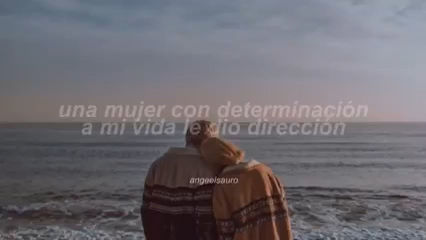 una mujer con determinación
a mi vida le dio dirección
angeelsauro